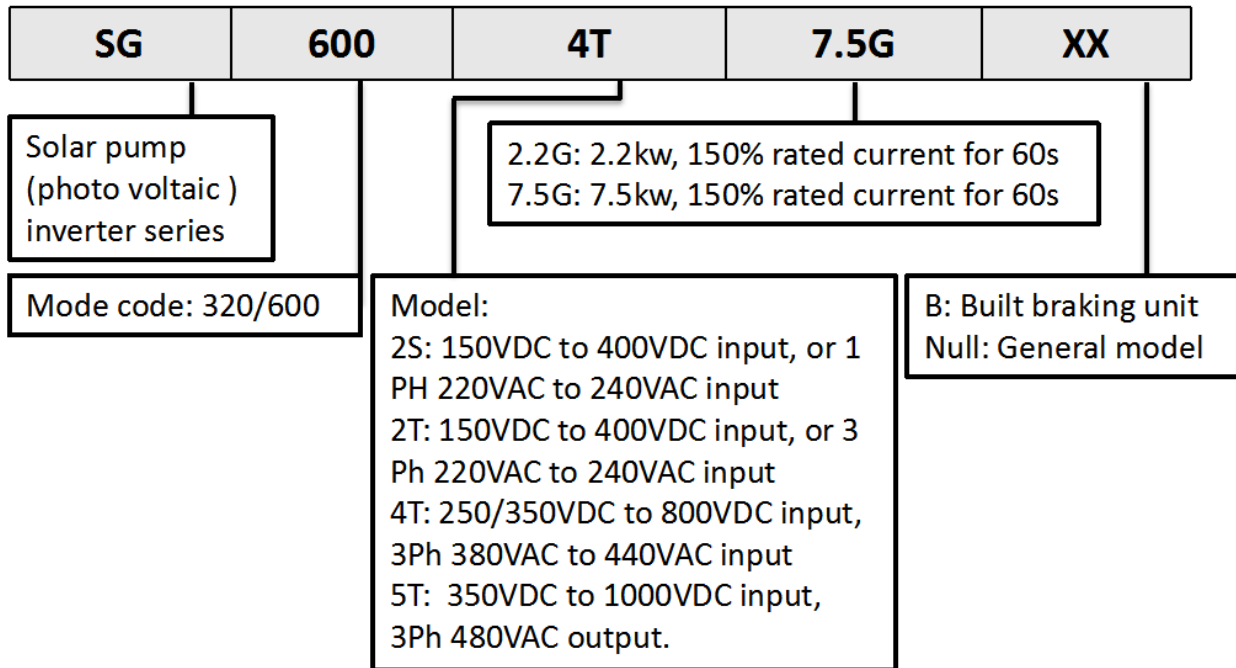 SG 600 4T 7.5G XX
Solar pump
(photo voltaic )
inverter series
2.2G: 2.2kw, 150% rated current for 60s
7.5G: 7.5kw, 150% rated current for 60s
Mode code: 320/600
Model:
2S: 150VDC to 400VDC input, or 1
PH 220VAC to 240VAC input
2T: 150VDC to 400VDC input, or 3
Ph 220VAC to 240VAC input
4T: 250/350VDC to 800VDC input,
3Ph 380VAC to 440VAC input
5T:  350VDC to 1000VDC input,
3Ph 480VAC output.
B: Built braking unit
Null: General model